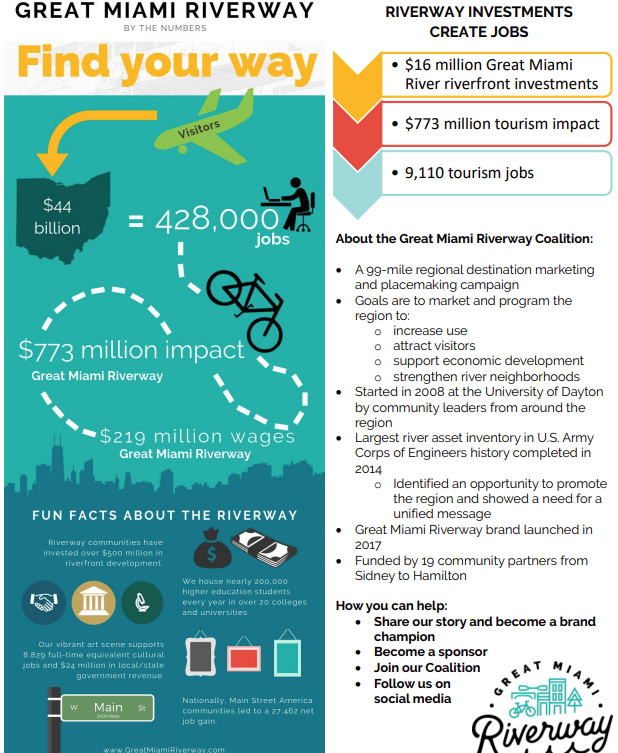 GREAT MIAMI RIVERWAY
BY THE NUMBERS
Find your way
Visitors
$44
billion
= 428,000
jobs
$773 million impact
Great Miami Riverway
$219 million wages
Great Miami Riverway
FUN FACTS ABOUT THE RIVERWAY
Riverway communities have
invested over $500 million in
riverfront development.
$
We house nearly 200,000
higher education students
every year in over 20 colleges
and universities.
Our vibrant art scene supports
8,829 full-time equivalent cultural
jobs and $24 million in local/state
government revenue.
W Main St
2400 West
Nationally, Main Street America
communities led to a 27,462 net
job gain.
www.GreatMiamiRiverway.com
RIVERWAY INVESTMENTS
CREATE JOBS
• $16 million Great Miami
River riverfront investments
• $773 million tourism impact
• 9,110 tourism jobs
About the Great Miami Riverway Coalition:
• A 99-mile regional destination marketing
and placemaking campaign
• Goals are to market and program the
region to:
o increase use
o attract visitors
o support economic development
o strengthen river neighborhoods
• Started in 2008 at the University of Dayton
by community leaders from around the
region
• Largest river asset inventory in U.S. Army
Corps of Engineers history completed in
2014
o Identified an opportunity to promote
the region and showed a need for a
unified message
• Great Miami Riverway brand launched in
2017
• Funded by 19 community partners from
Sidney to Hamilton
How you can help:
• Share our story and become a brand
champion
• Become a sponsor
• Join our Coalition
• Follow us on
social media
GREAT MIAMI
Riverway